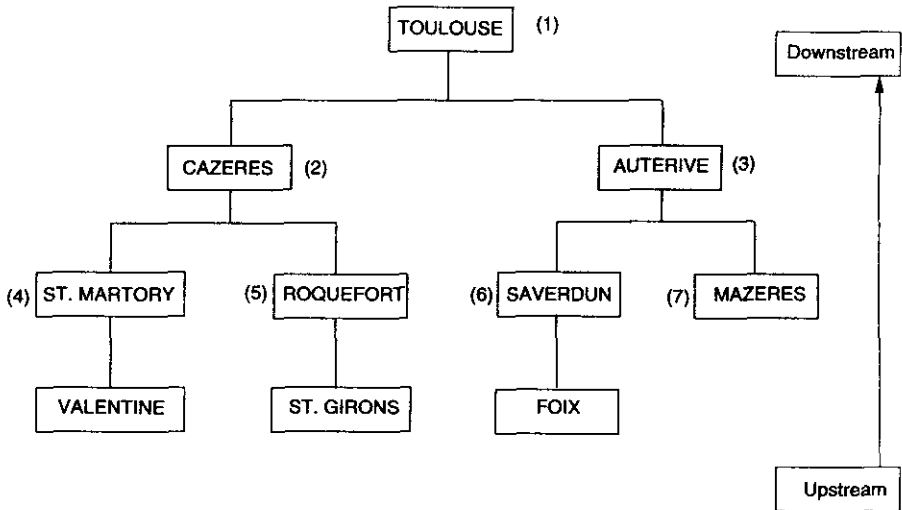 TOULOUSE (1)
Downstream
CAZERES (2)
AUTERIVE (3)
(4) ST. MARTORY
(5) ROQUEFORT
(6) SAVERDUN
(7) MAZERES
VALENTINE
ST. GIRONS
FOIX
Upstream